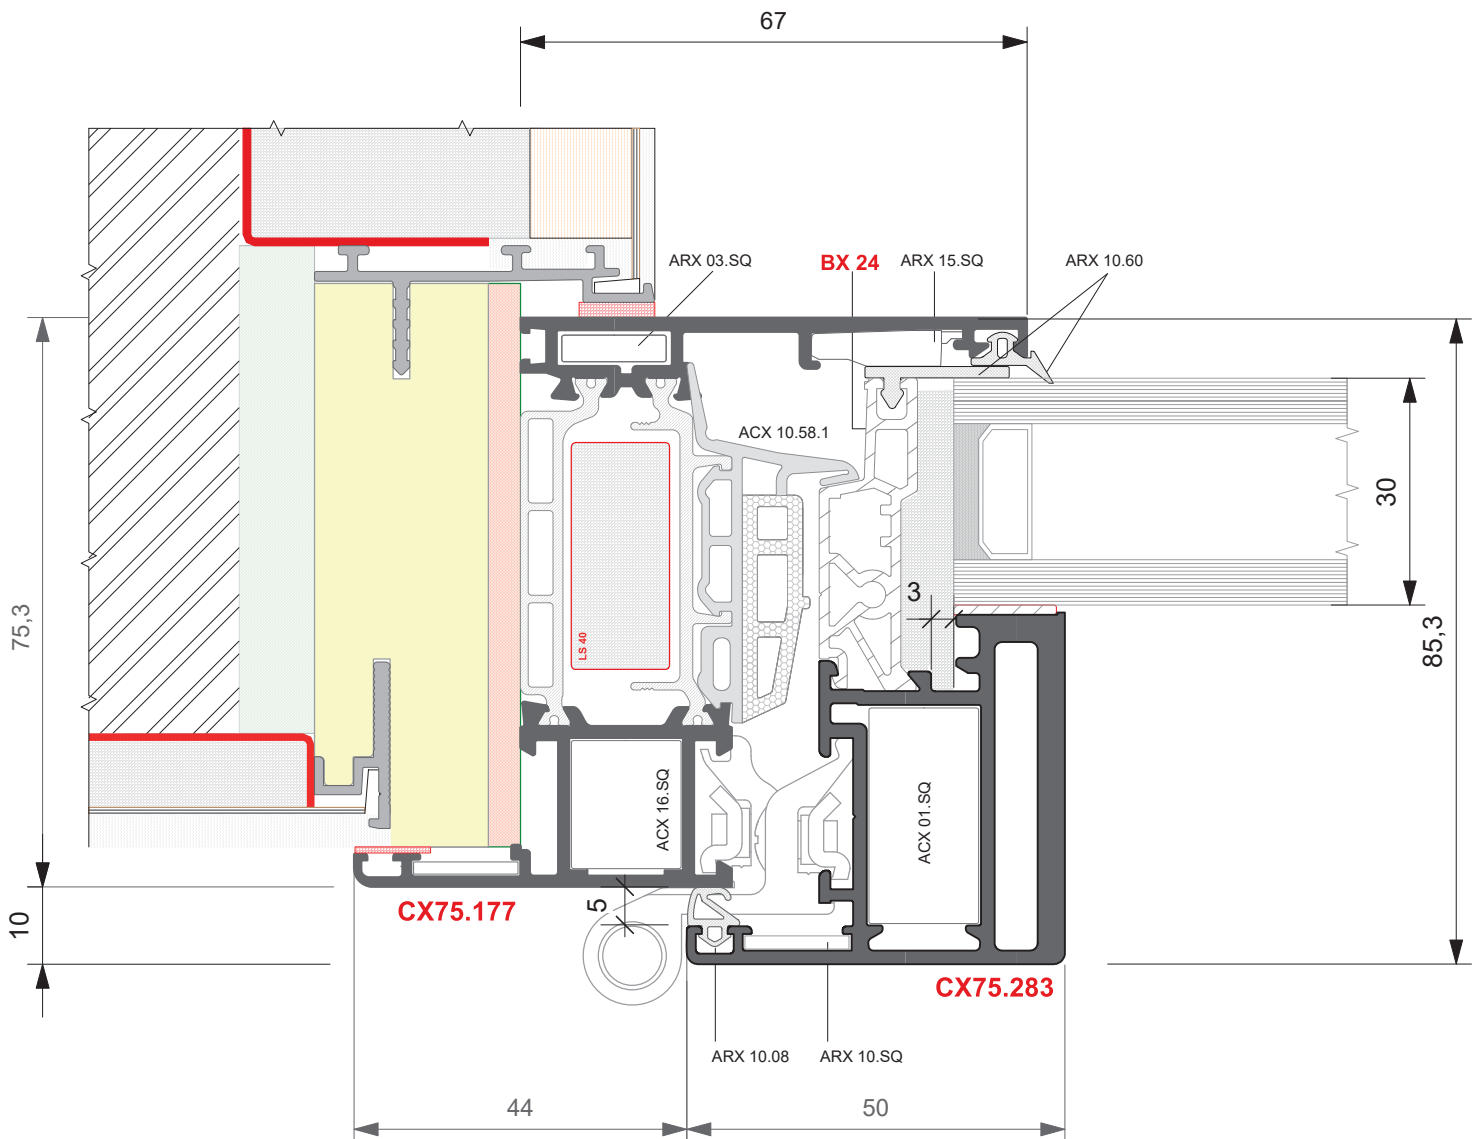 67
ARX 03.SQ
BX 24
ARX 15.SQ
ARX 10.60
ACX 10.58.1
30
3
75,3
85,3
LS 40
ACX 16.SQ
ACX 01.SQ
CX75.177
5
10
CX75.283
ARX 10.08
ARX 10.SQ
44
50